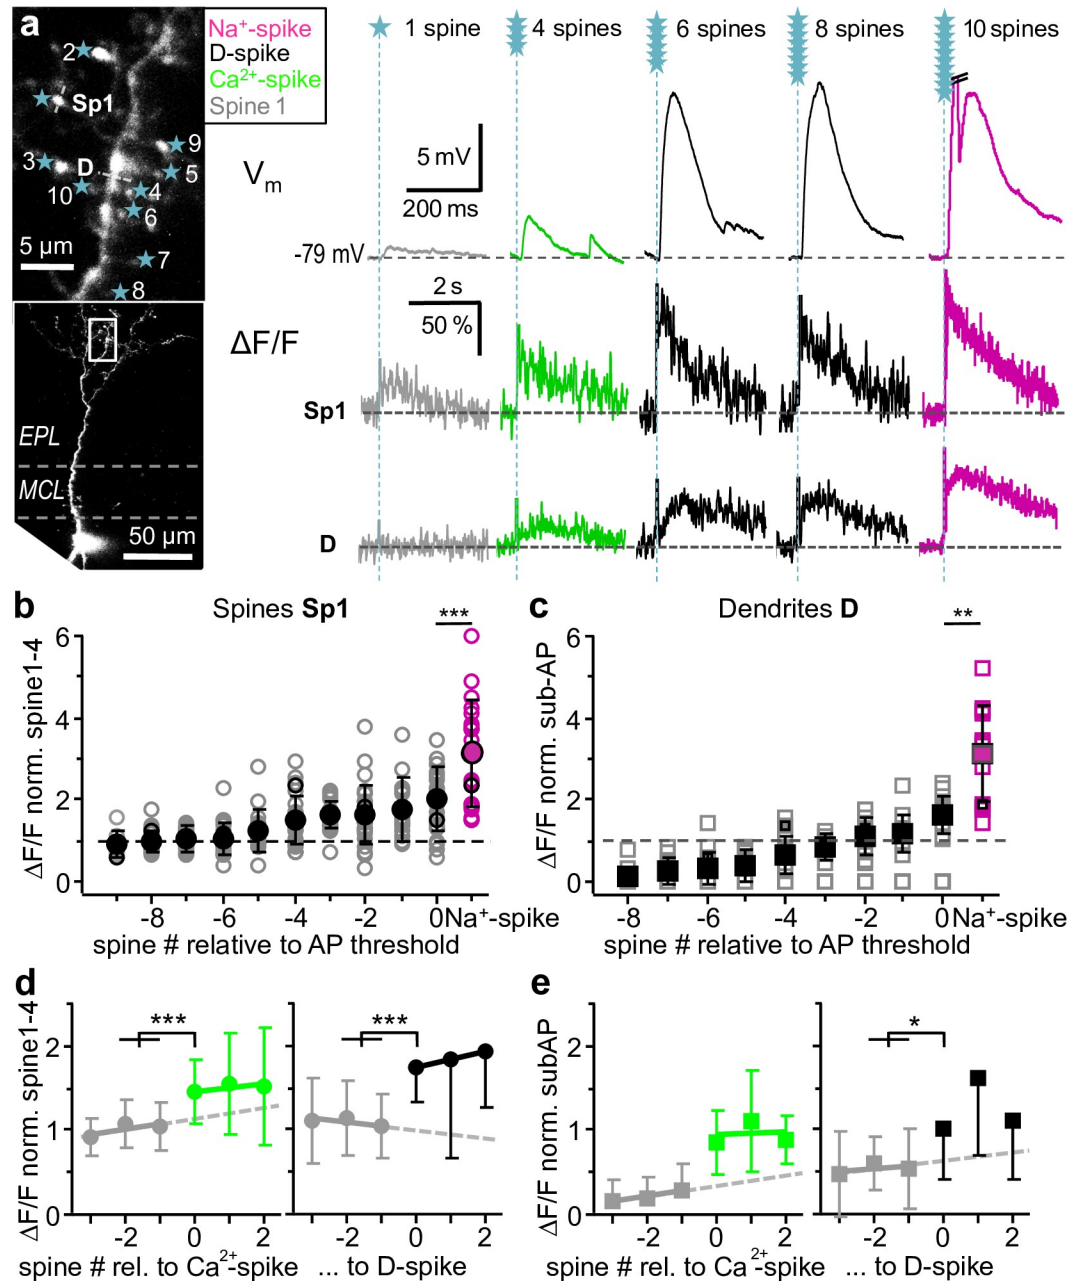 a
Na⁺-spike
D-spike
Ca²⁺-spike
Spine 1
1 spine
4 spines
6 spines
8 spines
10 spines
2
Sp1
9
3
D
5
10
4
6
7
5 µm
8
Vm
5 mV
200 ms
-79 mV
2 s
50 %
ΔF/F
Sp1
D
EPL
MCL
50 µm
b
Spines Sp1
***
ΔF/F norm. spine1-4
6
4
2
0
-8
-6
-4
-2
0
Na⁺-spike
spine # relative to AP threshold
c
Dendrites D
**
ΔF/F norm. sub-AP
6
4
2
0
-8
-6
-4
-2
0
Na⁺-spike
spine # relative to AP threshold
d
ΔF/F norm. spine1-4
2
1
0
***
***
-2
0
2
-2
0
2
spine # rel. to Ca²⁺-spike
... to D-spike
e
ΔF/F norm. subAP
2
1
0
*
-2
0
2
-2
0
2
spine # rel. to Ca²⁺-spike
... to D-spike